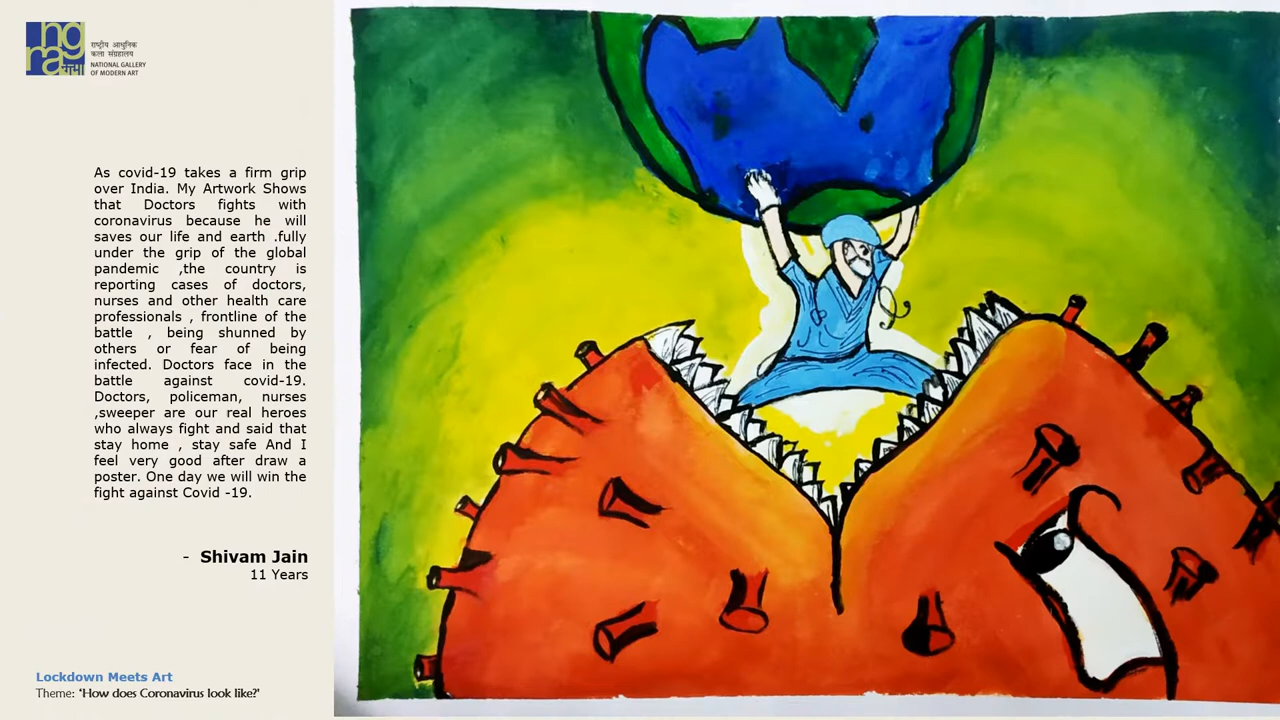 ng
ra
राष्ट्रीय आधुनिक
कला संग्रहालय
NATIONAL GALLERY
OF MODERN ART
As covid-19 takes a firm grip
over India. My Artwork Shows
that Doctors fights with
coronavirus because he will
saves our life and earth .fully
under the grip of the global
pandemic ,the country is
reporting cases of doctors,
nurses and other health care
professionals , frontline of the
battle , being shunned by
others or fear of being
infected. Doctors face in the
battle against covid-19.
Doctors, policeman, nurses
,sweeper are our real heroes
who always fight and said that
stay home , stay safe And I
feel very good after draw a
poster. One day we will win the
fight against Covid -19.
- Shivam Jain
11 Years
Lockdown Meets Art
Theme: 'How does Coronavirus look like?'